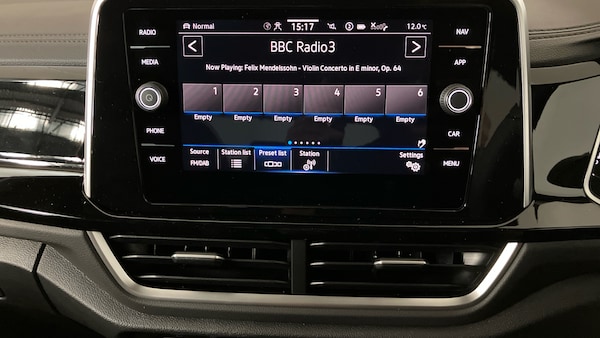 RADIO
MEDIA
PHONE
VOICE
NAV
APP
CAR
MENU
Normal 15:17 12.0°C
BBC Radio3
Now Playing: Felix Mendelssohn - Violin Concerto in E minor, Op. 64
1 2 3 4 5 6
Empty Empty Empty Empty Empty Empty
Source Station list Preset list Station Settings
FM/DAB